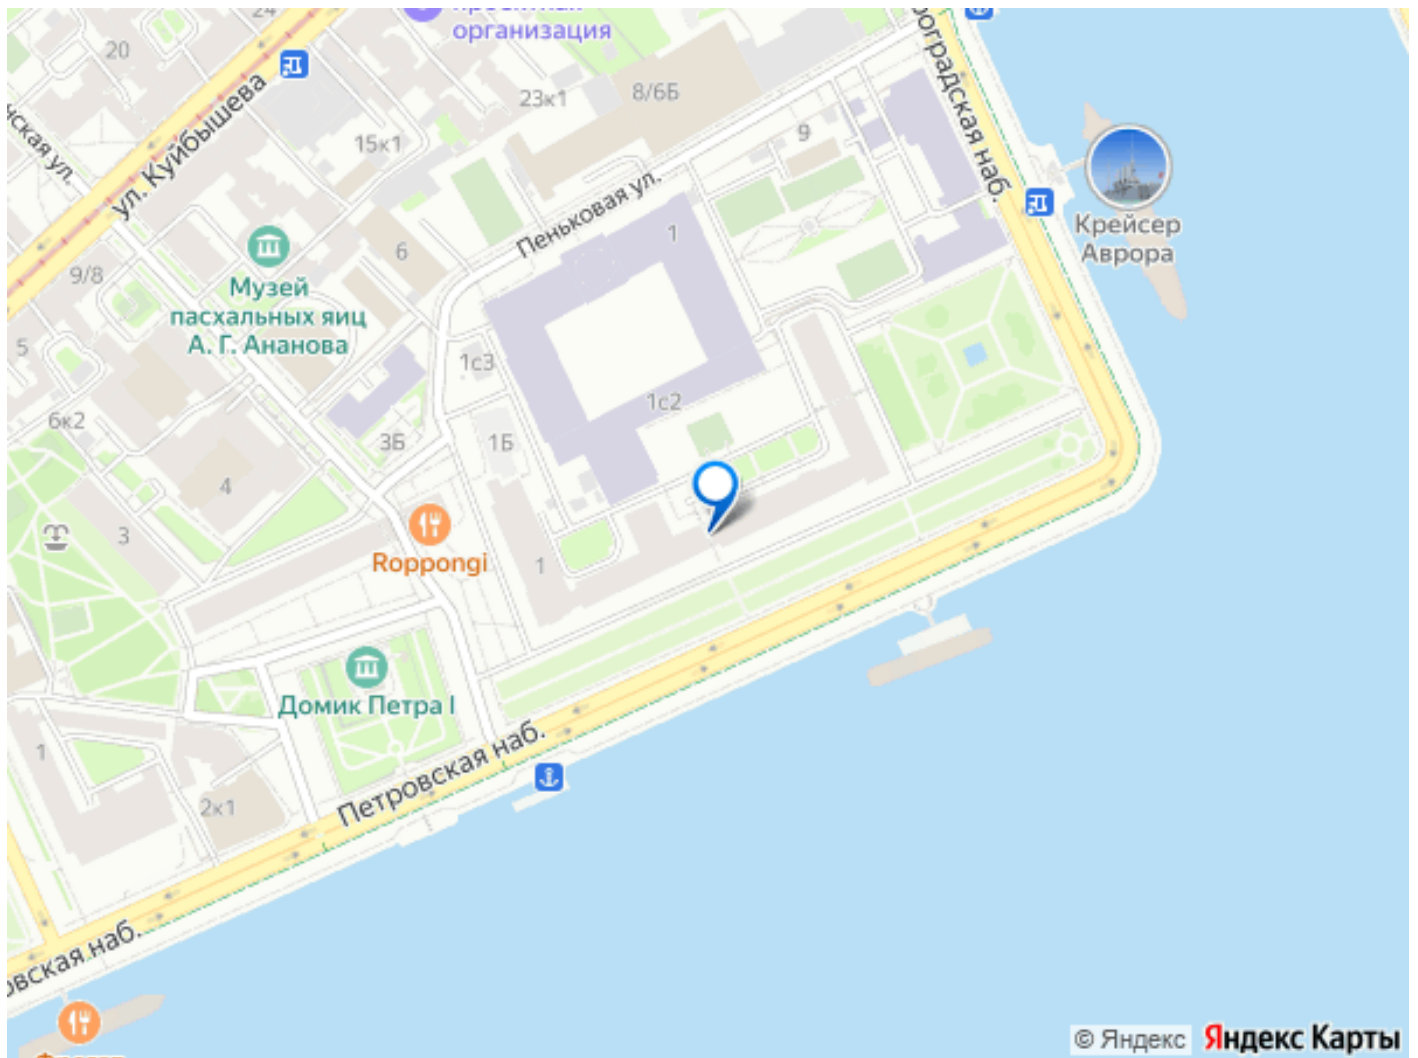 24
организация
20
ул. Куйбышева
23к1
8/6Б
15к1
9
Пеньковая ул.
Крейсер
Аврора
6
1
9/8
Музей
пасхальных яиц
А. Г. Ананова
5
1с3
1с2
6к2
3Б
1Б
4
3
Roppongi
1
Домик Петра I
Петровская наб.
1
2к1
© Яндекс
Яндекс Карты